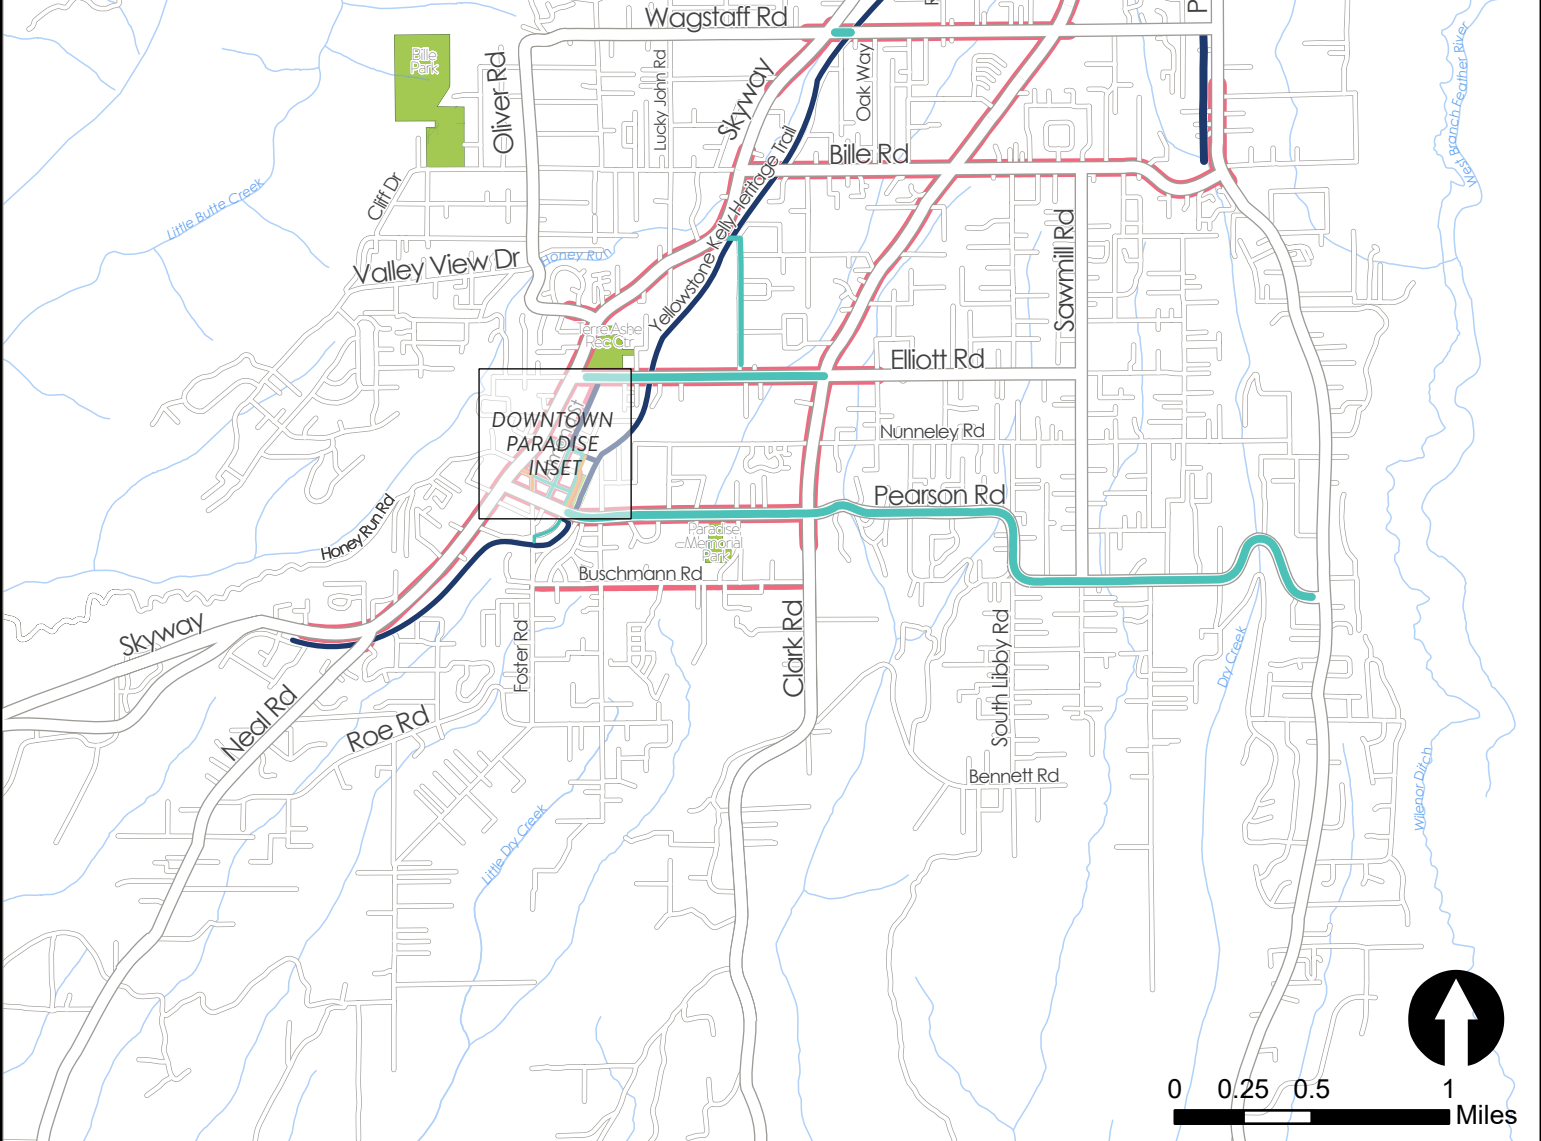 Wagstaff Rd
P
Bille
Park
Oliver Rd
Lucky John Rd
Skyway
Oak Way
West Branch Feather River
Bille Rd
Cliff Dr
Little Butte Creek
Yellowstone Kelly Heritage Trail
Sawmill Rd
Honey Run
Valley View Dr
Terre Ashe
Rec Ctr
Elliott Rd
DOWNTOWN
PARADISE
INSET
Nunneley Rd
Pearson Rd
Honey Run Rd
Paradise
Memorial
Park
Buschmann Rd
Skyway
Foster Rd
Clark Rd
South Libby Rd
Dry Creek
Neal Rd
Roe Rd
Bennett Rd
Wilenor Ditch
Little Dry Creek
0 0.25 0.5 1
Miles